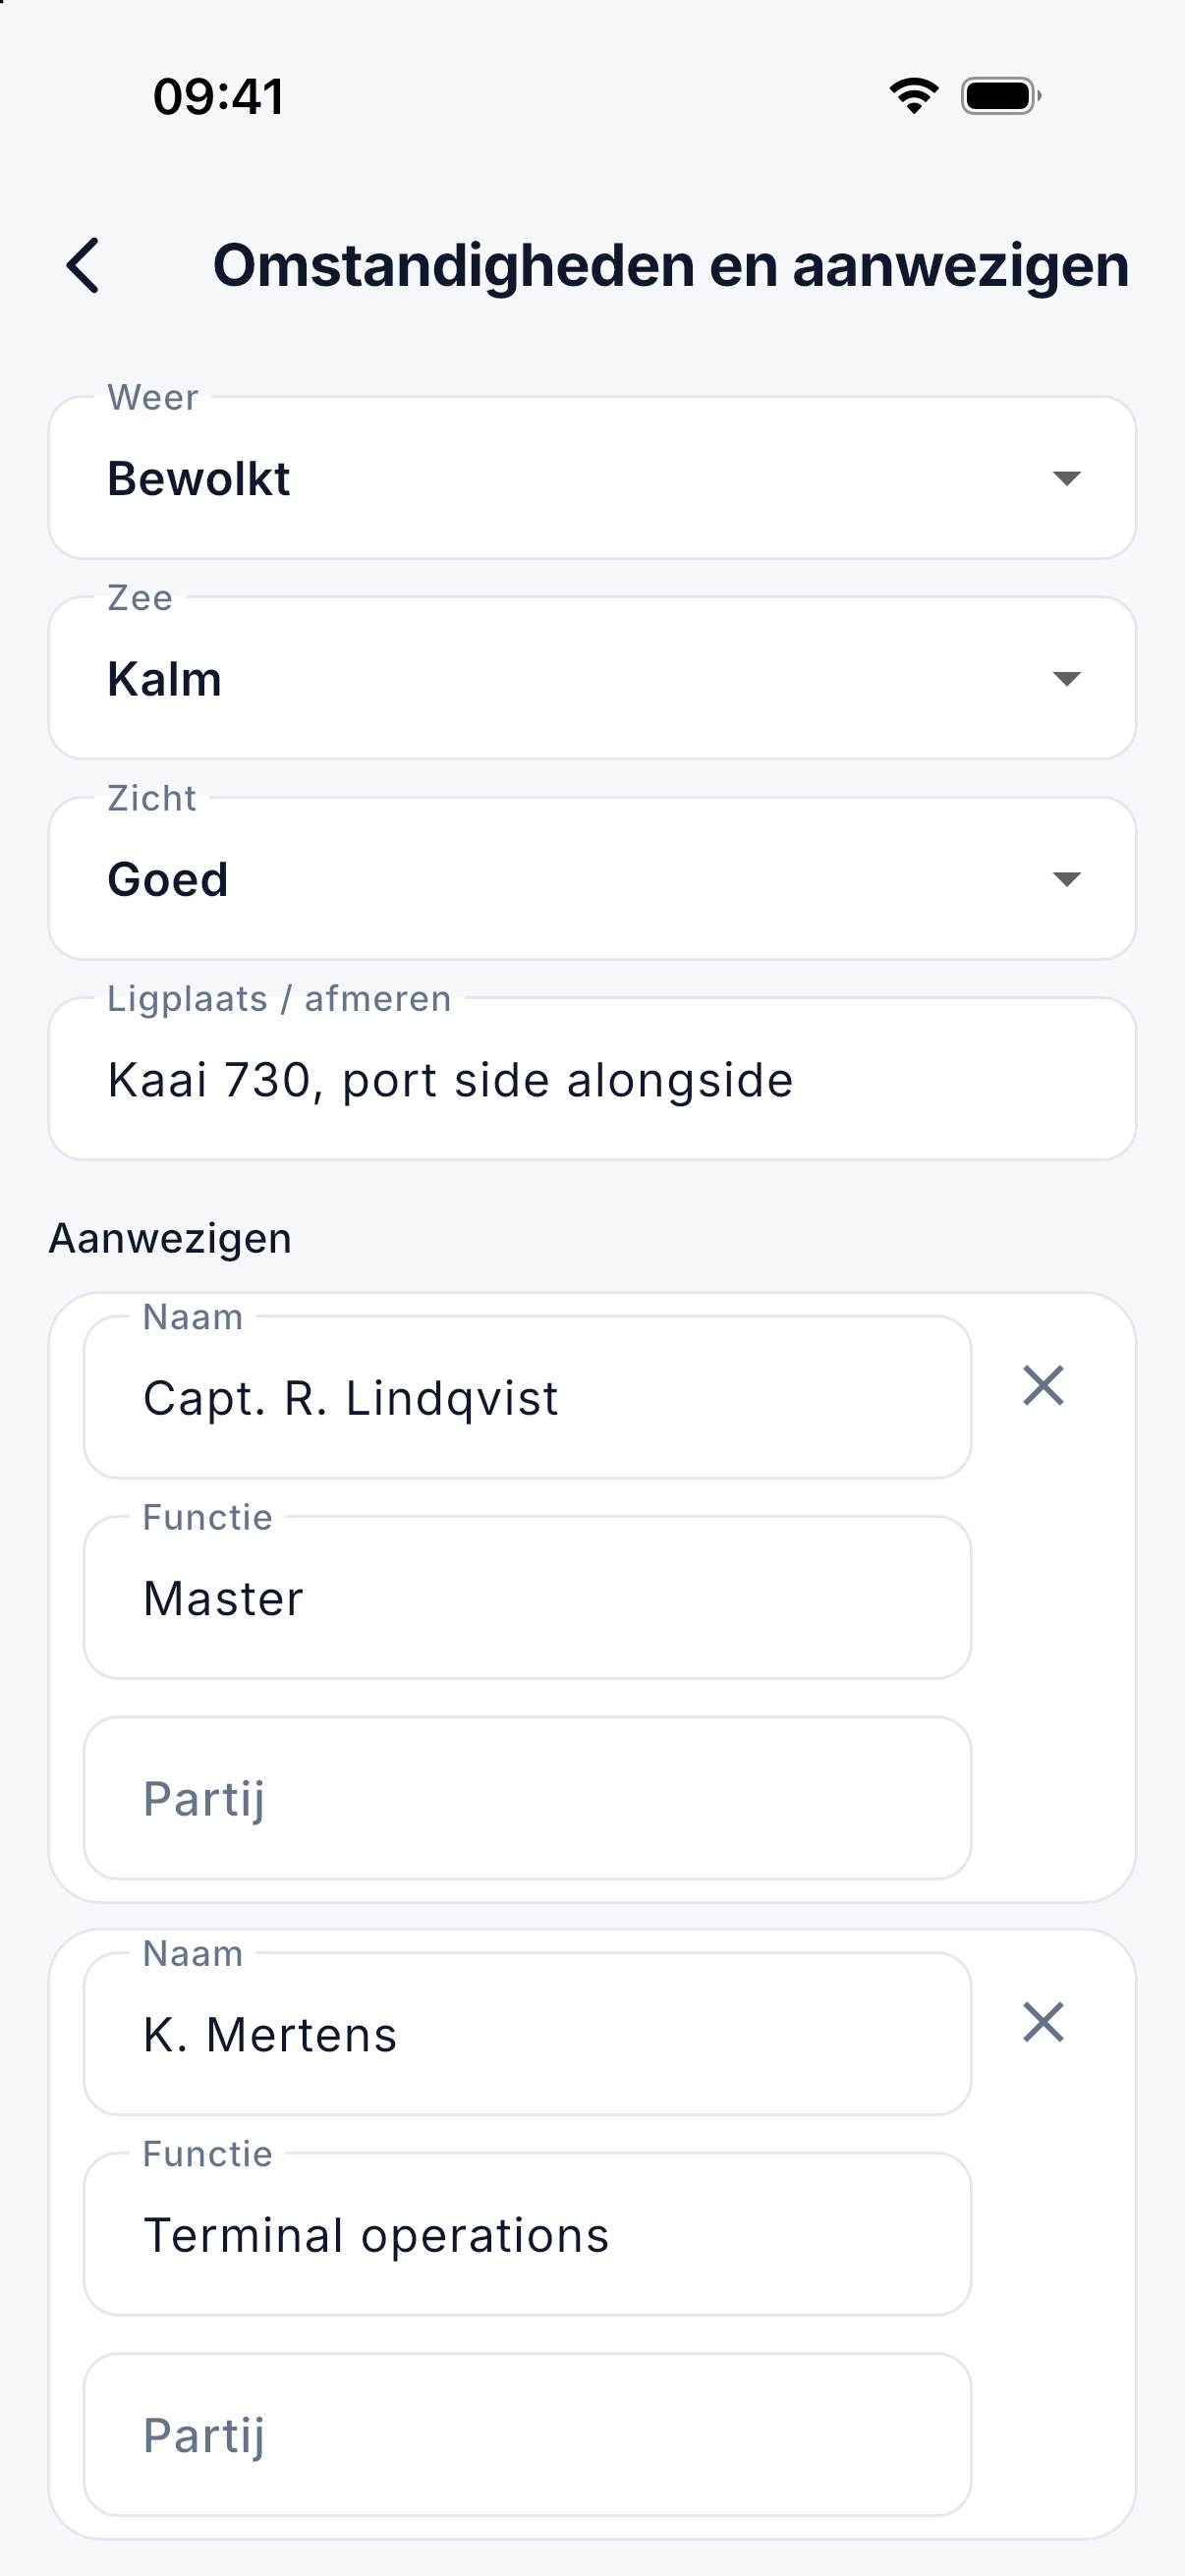 09:41
Omstandigheden en aanwezigen
Weer
Bewolkt
Zee
Kalm
Zicht
Goed
Ligplaats / afmeren
Kaai 730, port side alongside
Aanwezigen
Naam
Capt. R. Lindqvist
Functie
Master
Partij
Naam
K. Mertens
Functie
Terminal operations
Partij